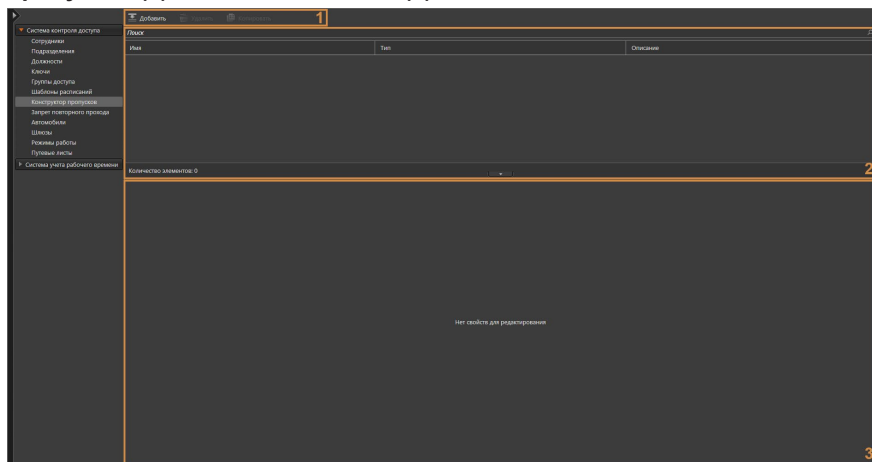 Добавить Удалить Копировать 1
Система контроля доступа
Сотрудники
Подразделения
Должности
Ключи
Группы доступа
Шаблоны расписаний
Конструктор пропусков
Запрет повторного прохода
Автомобили
Шлюзы
Режимы работы
Путевые листы
Система учета рабочего времени
Поиск
Имя Тип Описание
Количество элементов: 0
2
Нет свойств для редактирования
3